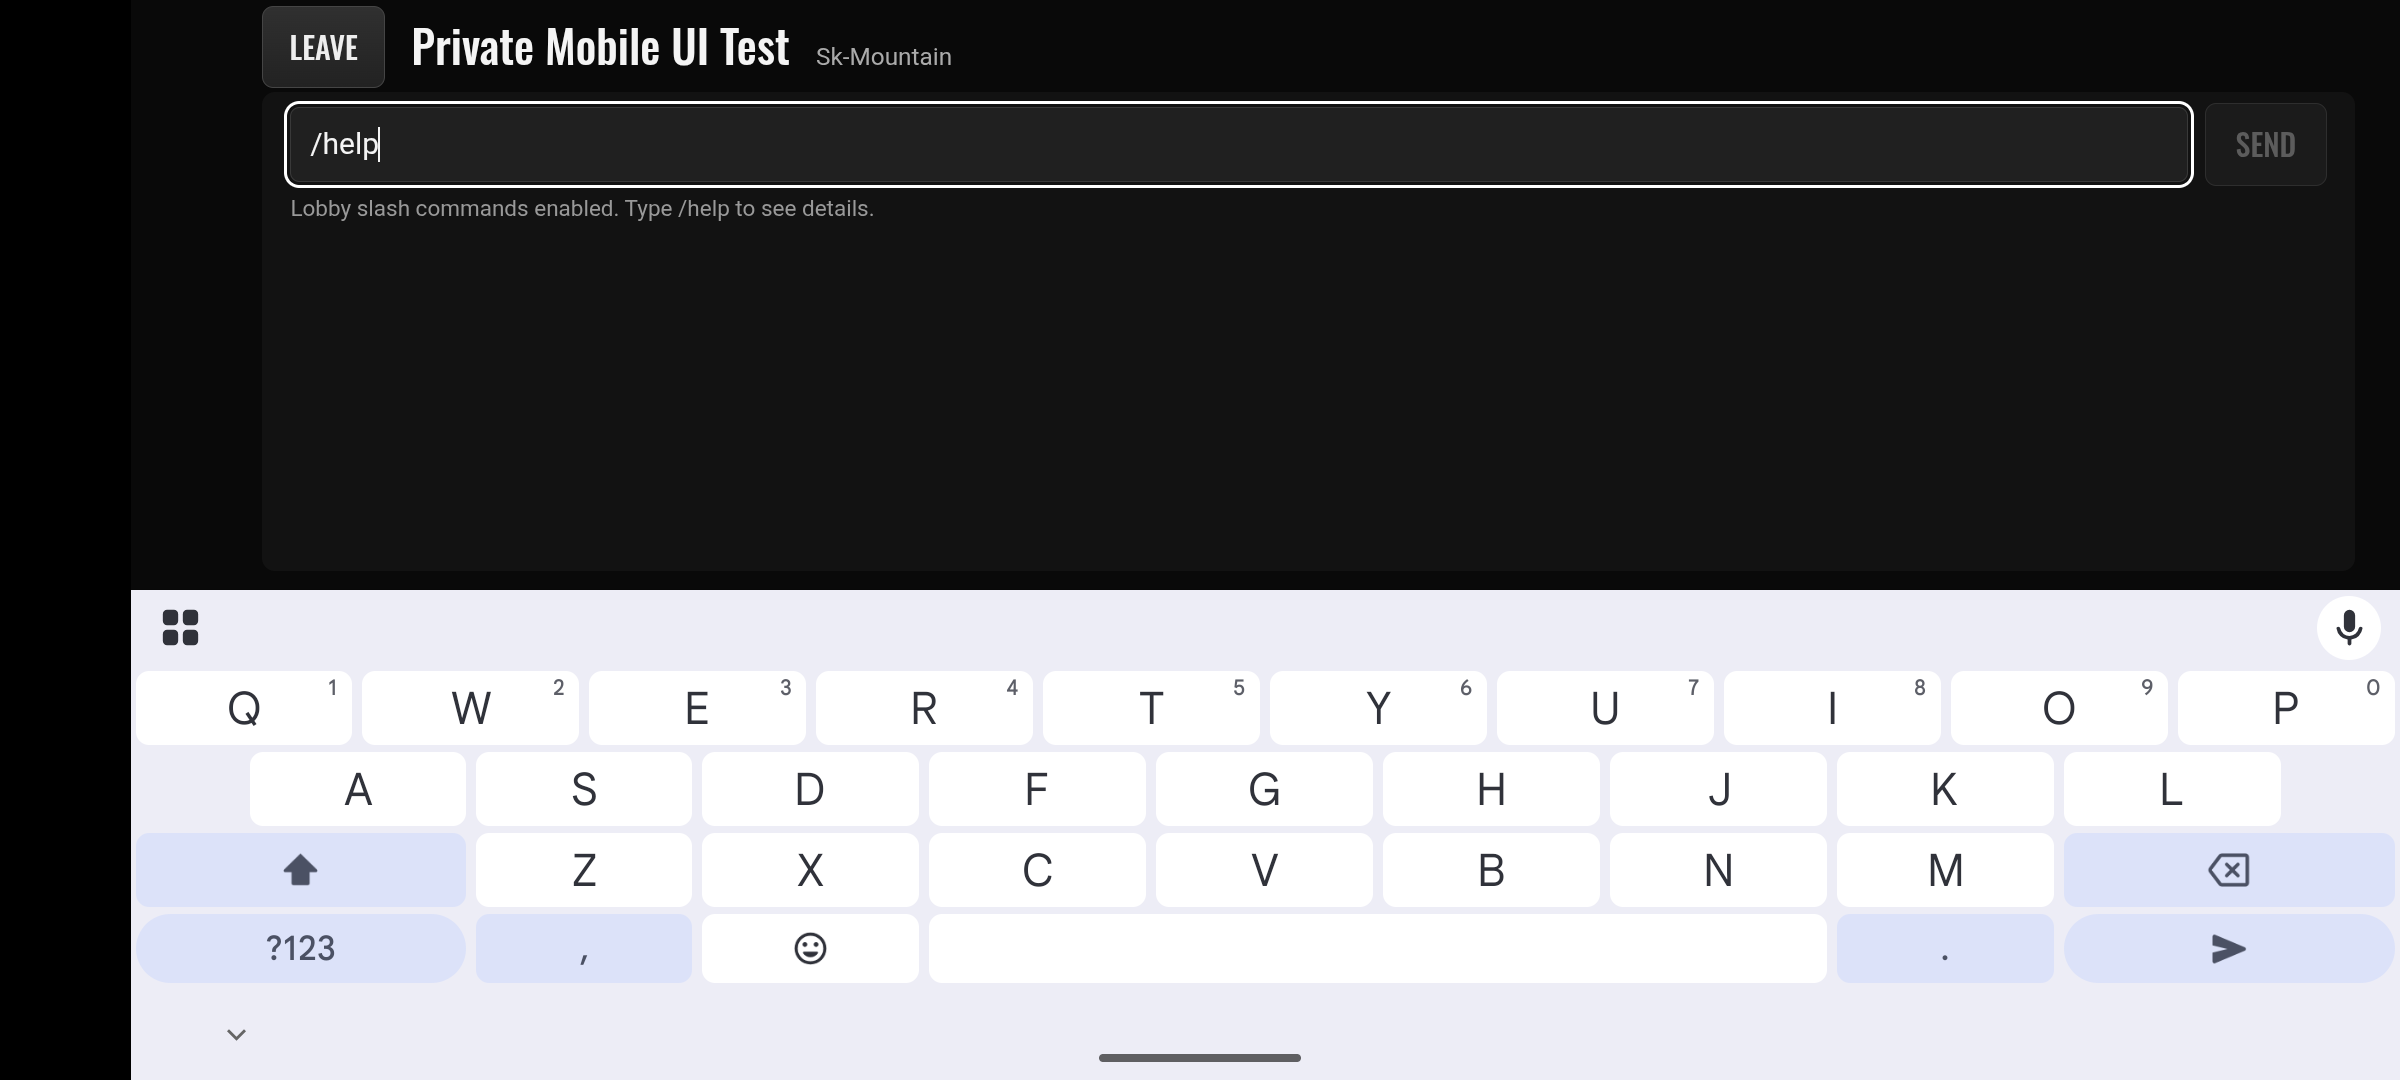 LEAVE Private Mobile UI Test Sk-Mountain
/help SEND
Lobby slash commands enabled. Type /help to see details.
Q 1 W 2 E 3 R 4 T 5 Y 6 U 7 I 8 O 9 P 0
A S D F G H J K L
Z X C V B N M
?123 , .